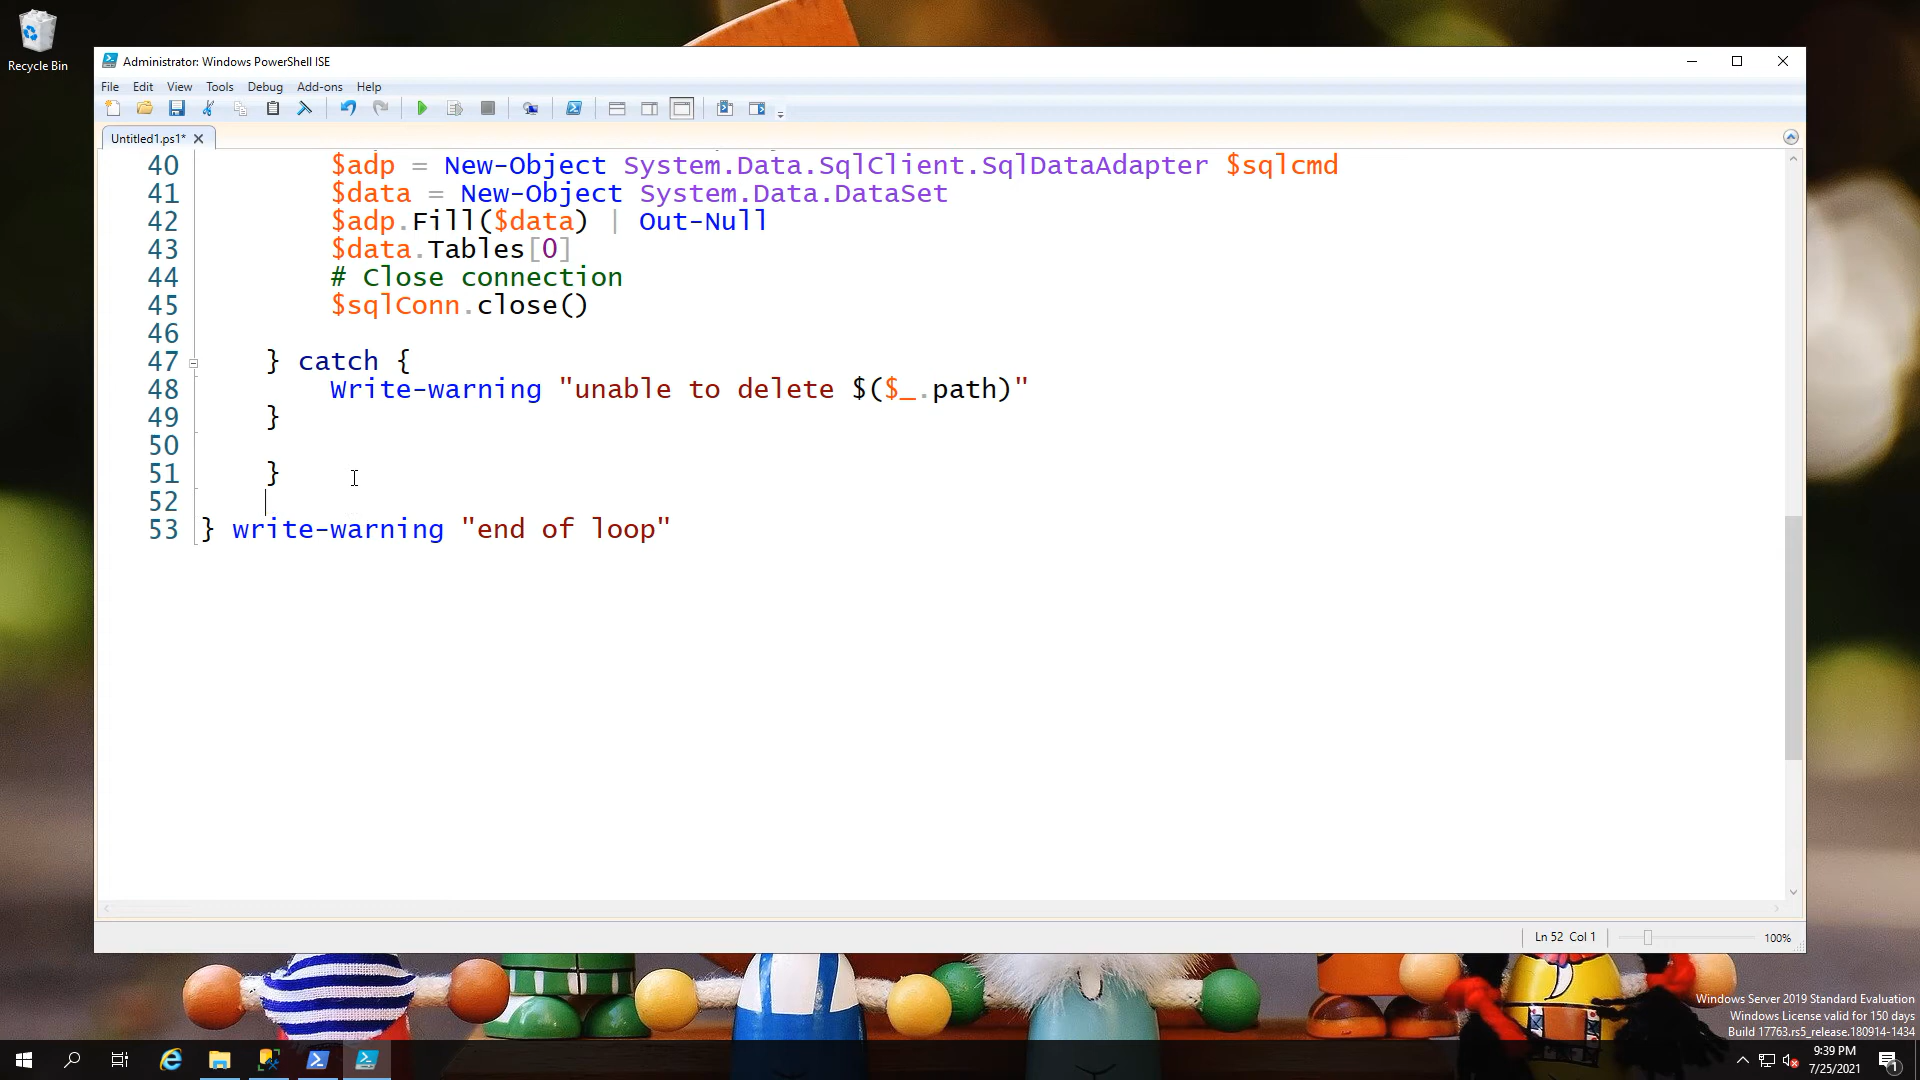 Recycle Bin
Administrator: Windows PowerShell ISE
File Edit View Tools Debug Add-ons Help
Untitled1.ps1*
40 $adp = New-Object System.Data.SqlClient.SqlDataAdapter $sqlcmd
41 $data = New-Object System.Data.DataSet
42 $adp.Fill($data) | Out-Null
43 $data.Tables[0]
44 # Close connection
45 $sqlConn.close()
46
47 } catch {
48 Write-warning "unable to delete $($_.path)"
49 }
50
51 }
52
53 } write-warning "end of loop"
Ln 52 Col 1
100%
Windows Server 2019 Standard Evaluation
Windows License valid for 150 days
Build 17763.rs5_release.180914-1434
9:39 PM
7/25/2021
1